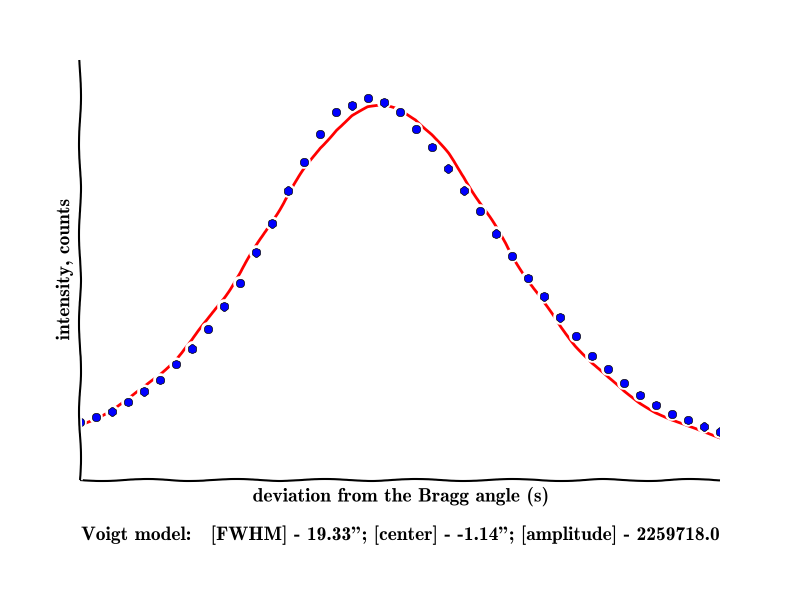 intensity, counts
deviation from the Bragg angle (s)
Voigt model: [FWHM] - 19.33”; [center] - -1.14”; [amplitude] - 2259718.0